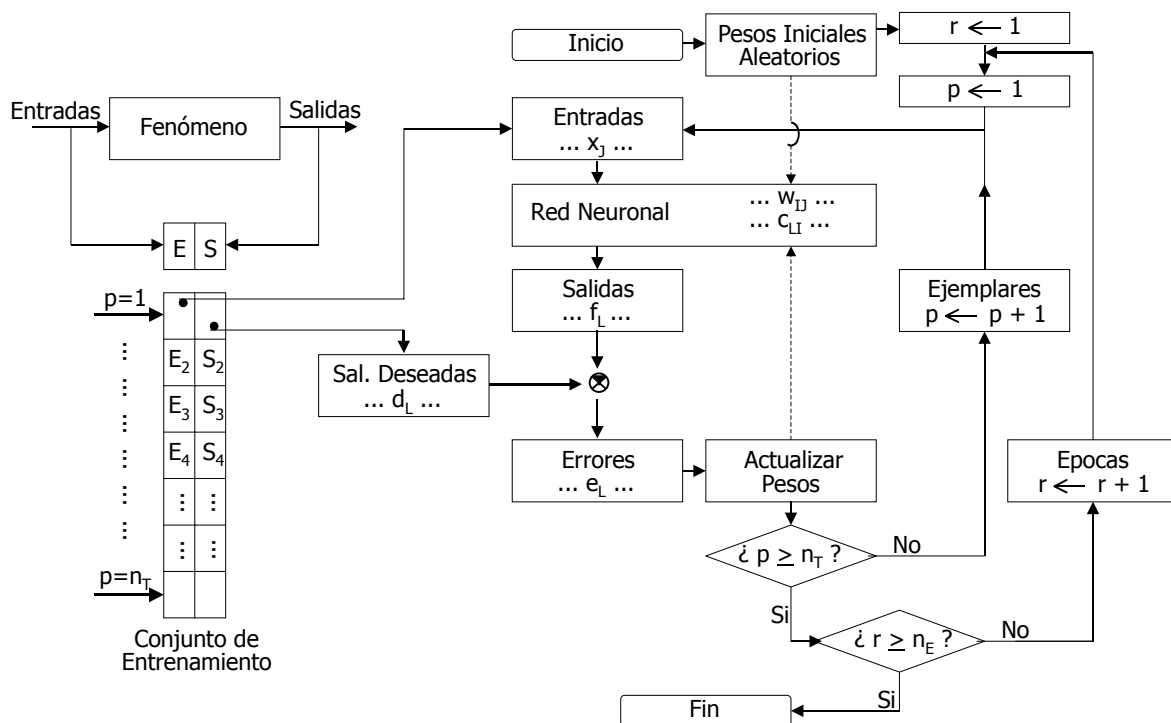 Inicio
Pesos Iniciales
Aleatorios
r ← 1
p ← 1
Entradas
Fenómeno
Salidas
Entradas
... x_J ...
Red Neuronal
... w_IJ ...
... c_LI ...
E S
Salidas
... f_L ...
Ejemplares
p ← p + 1
p=1
E_2 S_2
E_3 S_3
E_4 S_4
... ...
... ...
p=n_T
Conjunto de
Entrenamiento
Sal. Deseadas
... d_L ...
Errores
... e_L ...
Actualizar
Pesos
Epocas
r ← r + 1
¿ p ≥ n_T ?
No
Si
¿ r ≥ n_E ?
No
Si
Fin